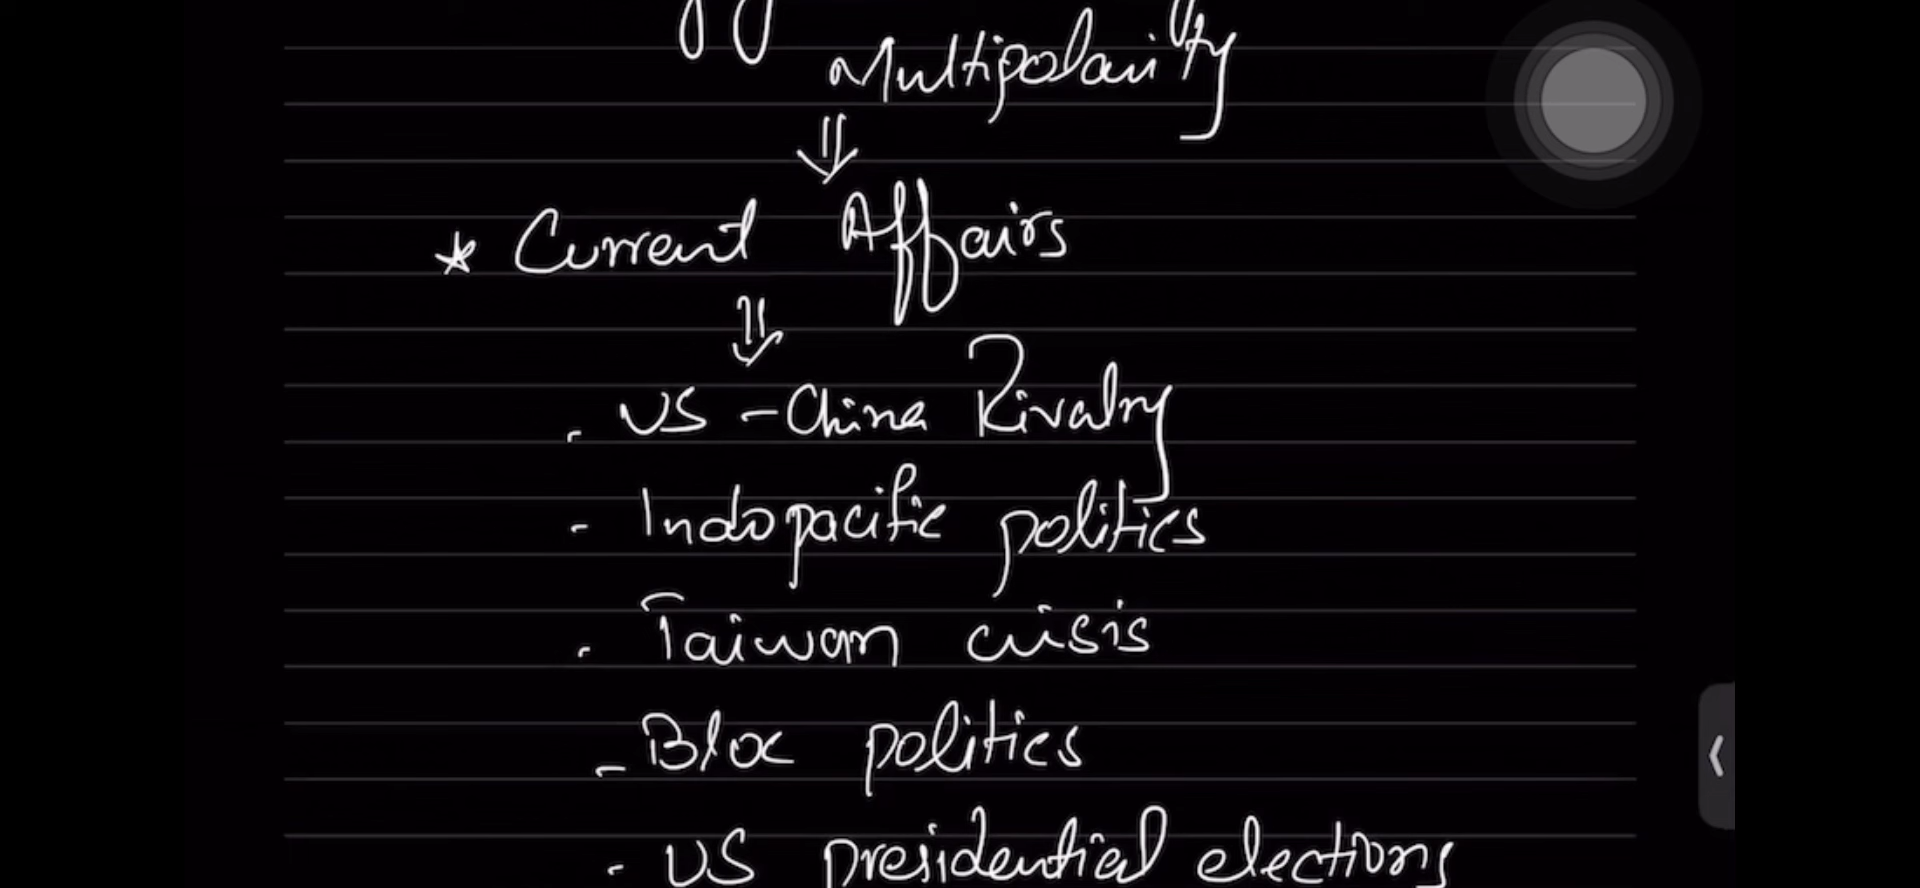 Multipolarity
⇓
* Current Affairs
⇓
- US - China Rivalry
- Indopacific politics
- Taiwan crisis
- Bloc politics
- US presidential elections